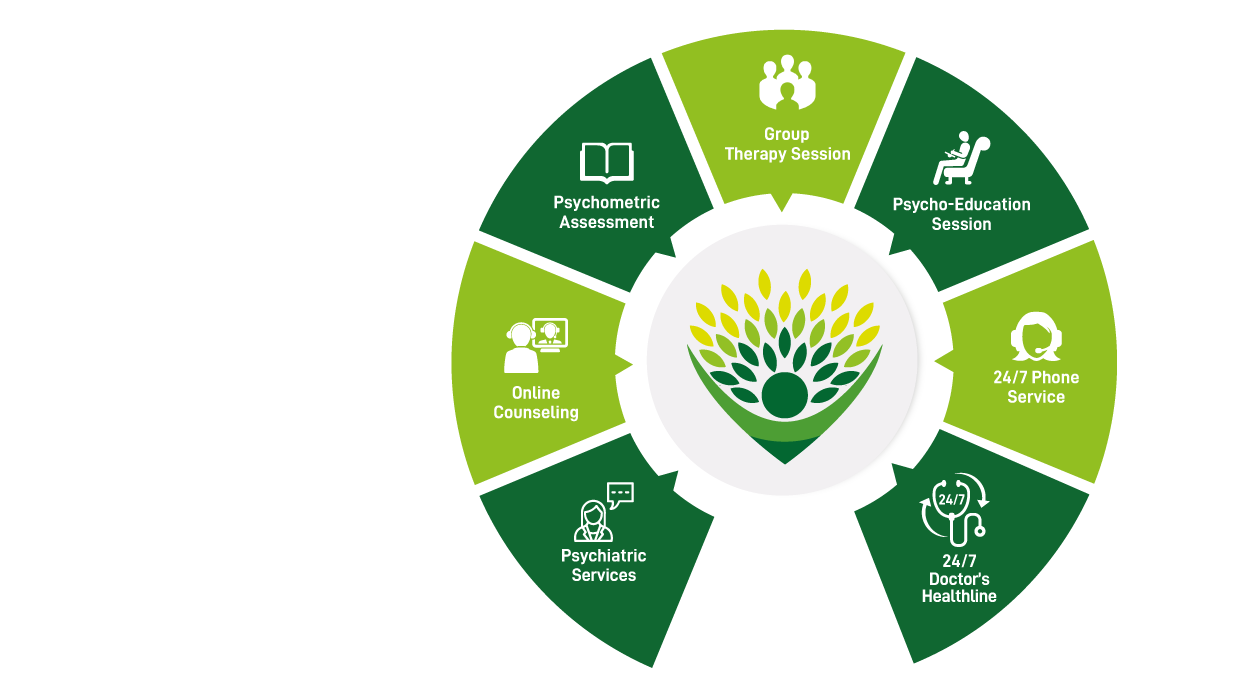 Group
Therapy Session
Psychometric
Assessment
Psycho-Education
Session
Online
Counseling
24/7 Phone
Service
Psychiatric
Services
24/7
24/7
Doctor's
Healthline